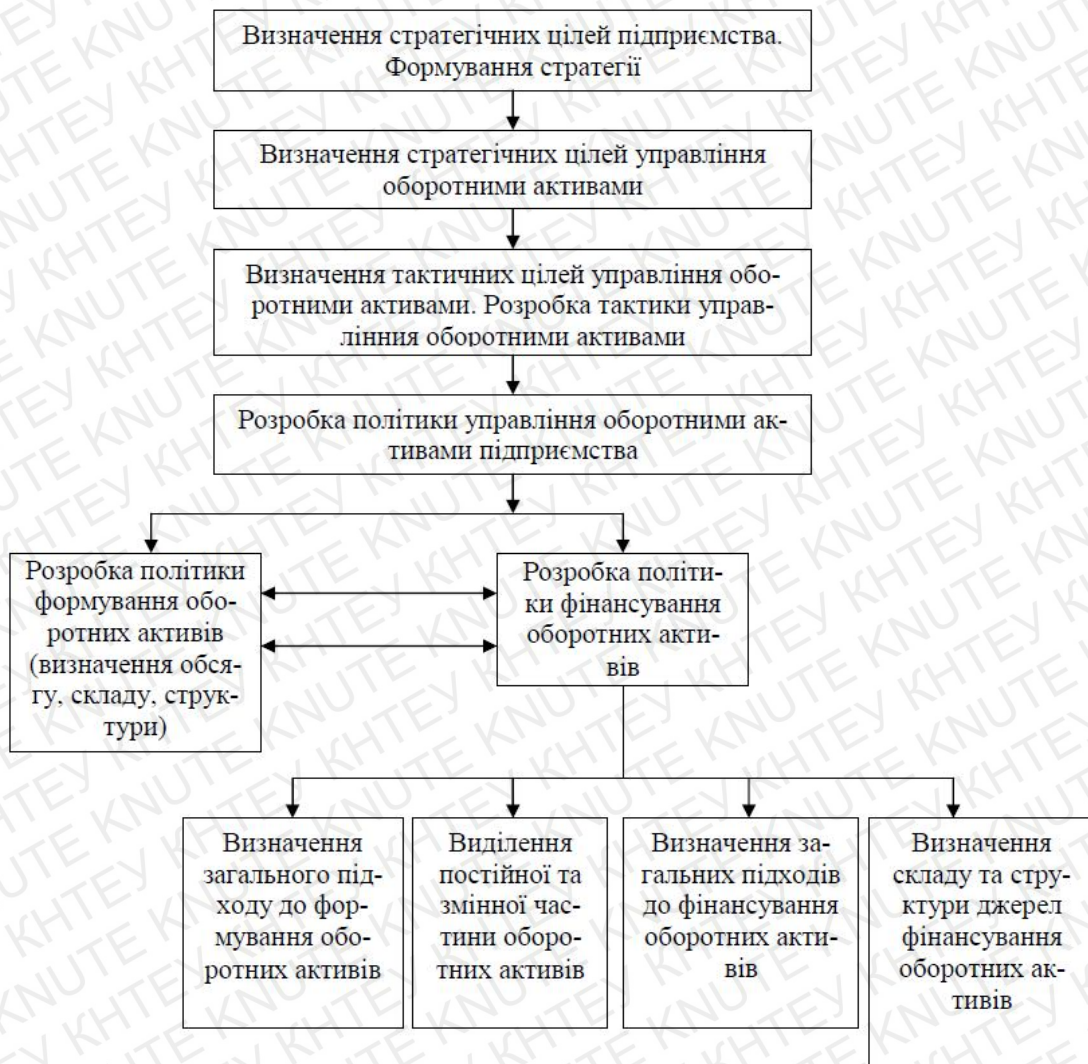 Визначення стратегічних цілей підприємства.
Формування стратегії
Визначення стратегічних цілей управління
оборотними активами
Визначення тактичних цілей управління обо-
ротними активами. Розробка тактики управ-
лінния оборотними активами
Розробка політики управління оборотними ак-
тивами підприємства
Розробка політики
формування обо-
ротних активів
(визначення обся-
гу, складу, струк-
тури)
Розробка політи-
ки фінансування
оборотних акти-
вів
Визначення
загального під-
ходу до фор-
мування обо-
ротних активів
Виділення
постійної та
змінної час-
тини оборо-
тних активів
Визначення за-
гальних підходів
до фінансування
оборотних акти-
вів
Визначення
складу та стру-
ктури джерел
фінансування
оборотних ак-
тивів